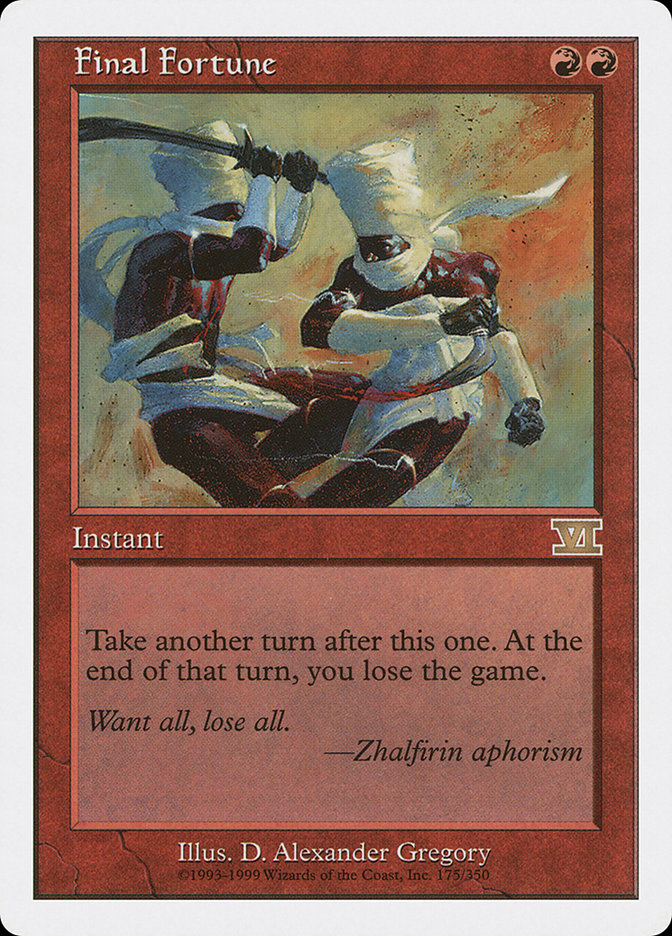 Final Fortune
Instant
VI
Take another turn after this one. At the
end of that turn, you lose the game.
Want all, lose all.
—Zhalfirin aphorism
Illus. D. Alexander Gregory
©1993–1999 Wizards of the Coast, Inc. 175/350